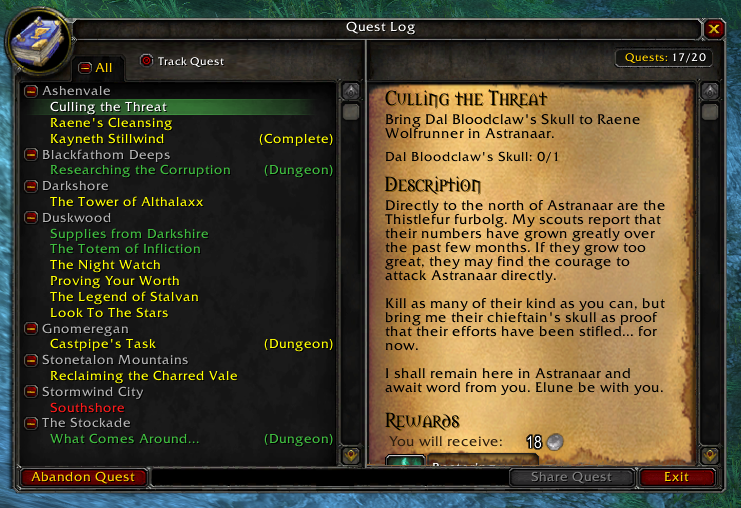 Quest Log
All
Track Quest
Quests: 17/20
Ashenvale
Culling the Threat
Raene's Cleansing
Kayneth Stillwind (Complete)
Blackfathom Deeps
Researching the Corruption (Dungeon)
Darkshore
The Tower of Althalaxx
Duskwood
Supplies from Darkshire
The Totem of Infliction
The Night Watch
Proving Your Worth
The Legend of Stalvan
Look To The Stars
Gnomeregan
Castpipe's Task (Dungeon)
Stonetalon Mountains
Reclaiming the Charred Vale
Stormwind City
Southshore
The Stockade
What Comes Around... (Dungeon)
Culling the Threat
Bring Dal Bloodclaw's Skull to Raene
Wolfrunner in Astranaar.
Dal Bloodclaw's Skull: 0/1
Description
Directly to the north of Astranaar are the
Thistlefur furbolg. My scouts report that
their numbers have grown greatly over
the past few months. If they grow too
great, they may find the courage to
attack Astranaar directly.
Kill as many of their kind as you can, but
bring me their chieftain's skull as proof
that their efforts have been stifled... for
now.
I shall remain here in Astranaar and
await word from you. Elune be with you.
Rewards
You will receive: 18
Abandon Quest
Share Quest
Exit